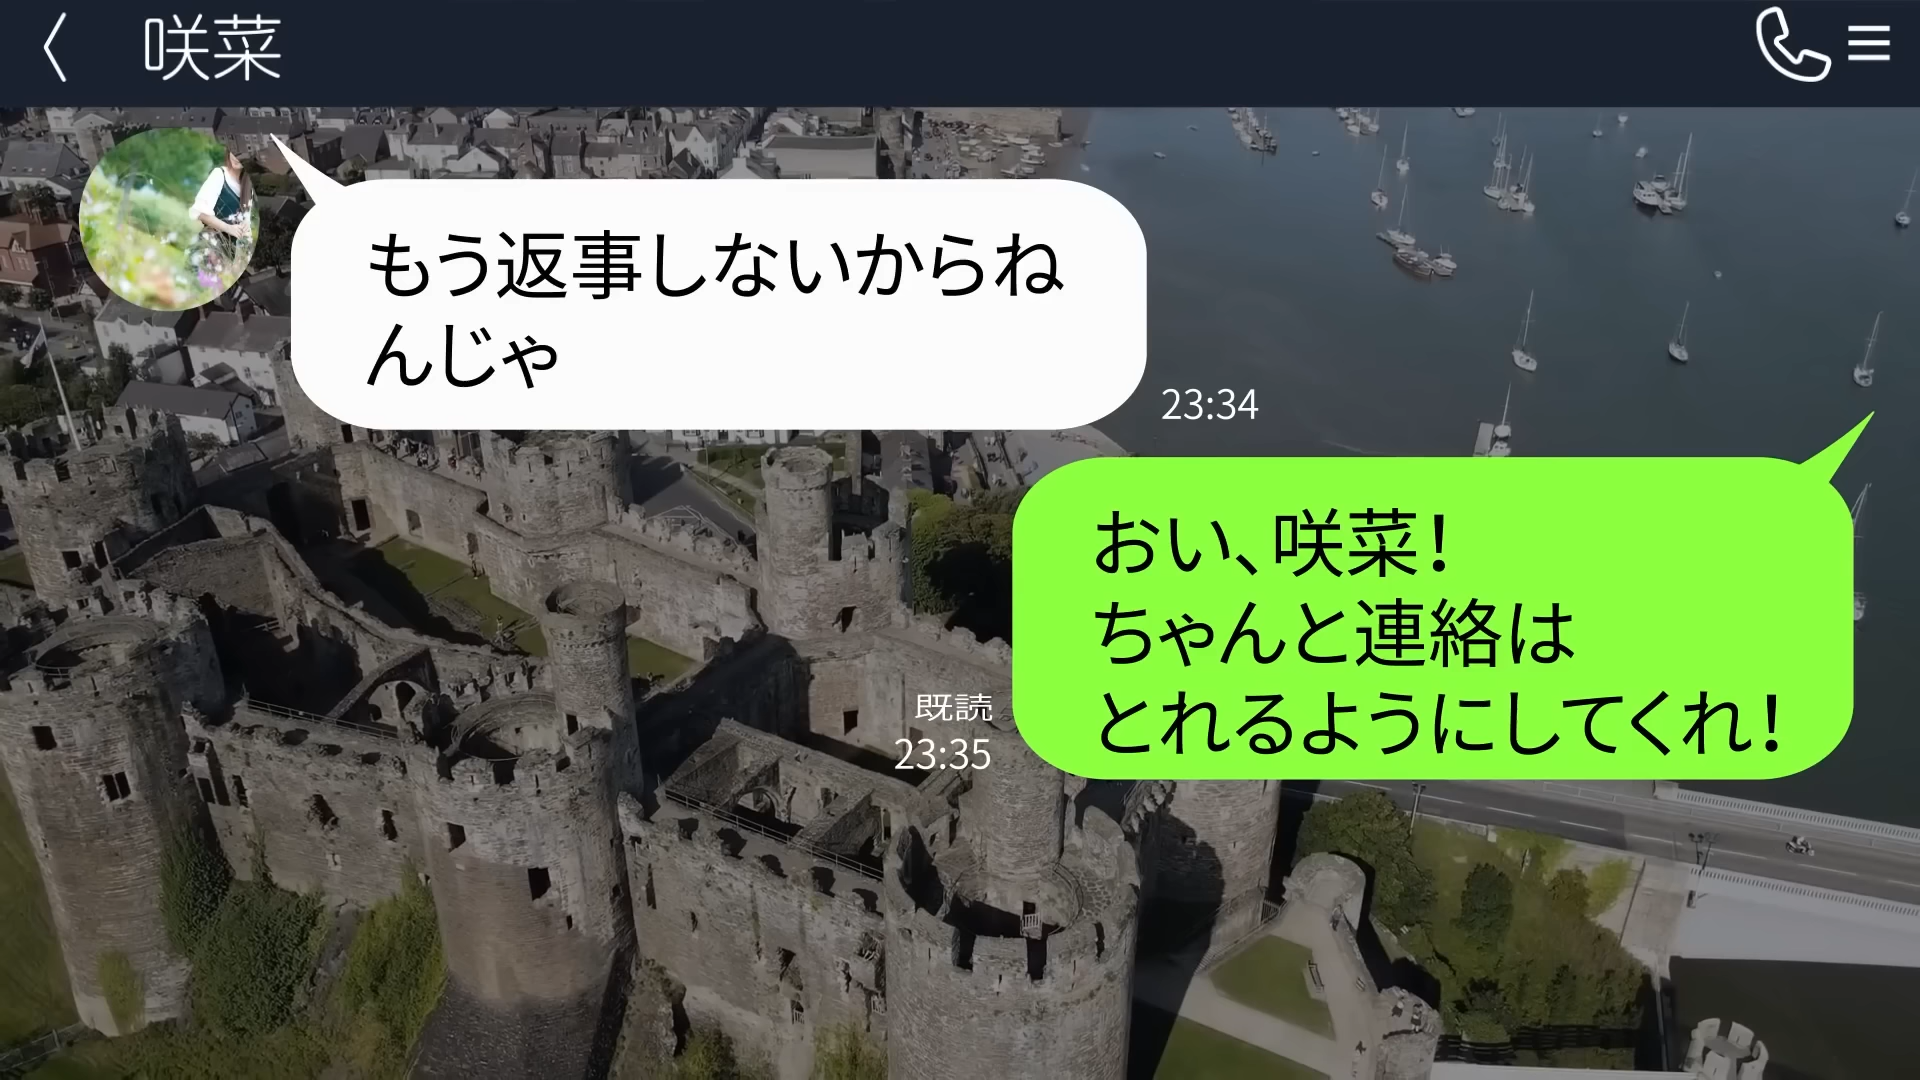 咲菜
もう返事しないからね
んじゃ
23:34
おい、咲菜！
ちゃんと連絡は
とれるようにしてくれ！
既読
23:35